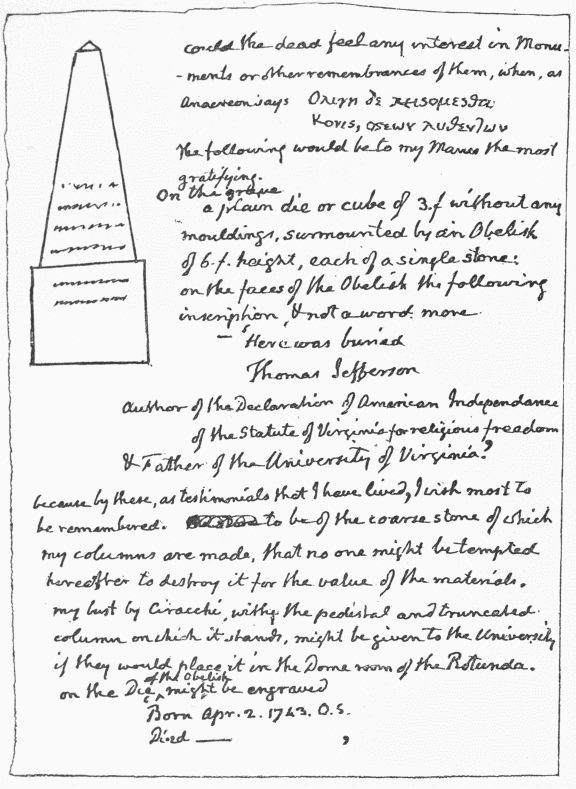 could the dead feel any interest in Monu-
-ments or other remembrances of them, when, as
Anacreon says Ολιγη δε κεισομεσθα
Κονις, οσεων λυθεντων
the following would be to my Manes the most
gratifying.
On the grave
a plain die or cube of 3.f without any
mouldings, surmounted by an Obelisk
of 6.f. height, each of a single stone:
on the faces of the Obelisk the following
inscription, & not a word more
— 'Here was buried
Thomas Jefferson
author of the Declaration of American Independance
of the Statute of Virginia for religious freedom
& Father of the University of Virginia.'
because by these, as testimonials that I have lived, I wish most to
be remembered. to be of the coarse stone of which
my columns are made, that no one might be tempted
hereafter to destroy it for the value of the materials.
my bust by Ciracchi, with the pedestal and truncated
column on which it stands, might be given to the University
if they would place it in the Dome room of the Rotunda.
of the Obelisk
on the Die ^ might be engraved
Born Apr. 2. 1743. O.S.
Died ——